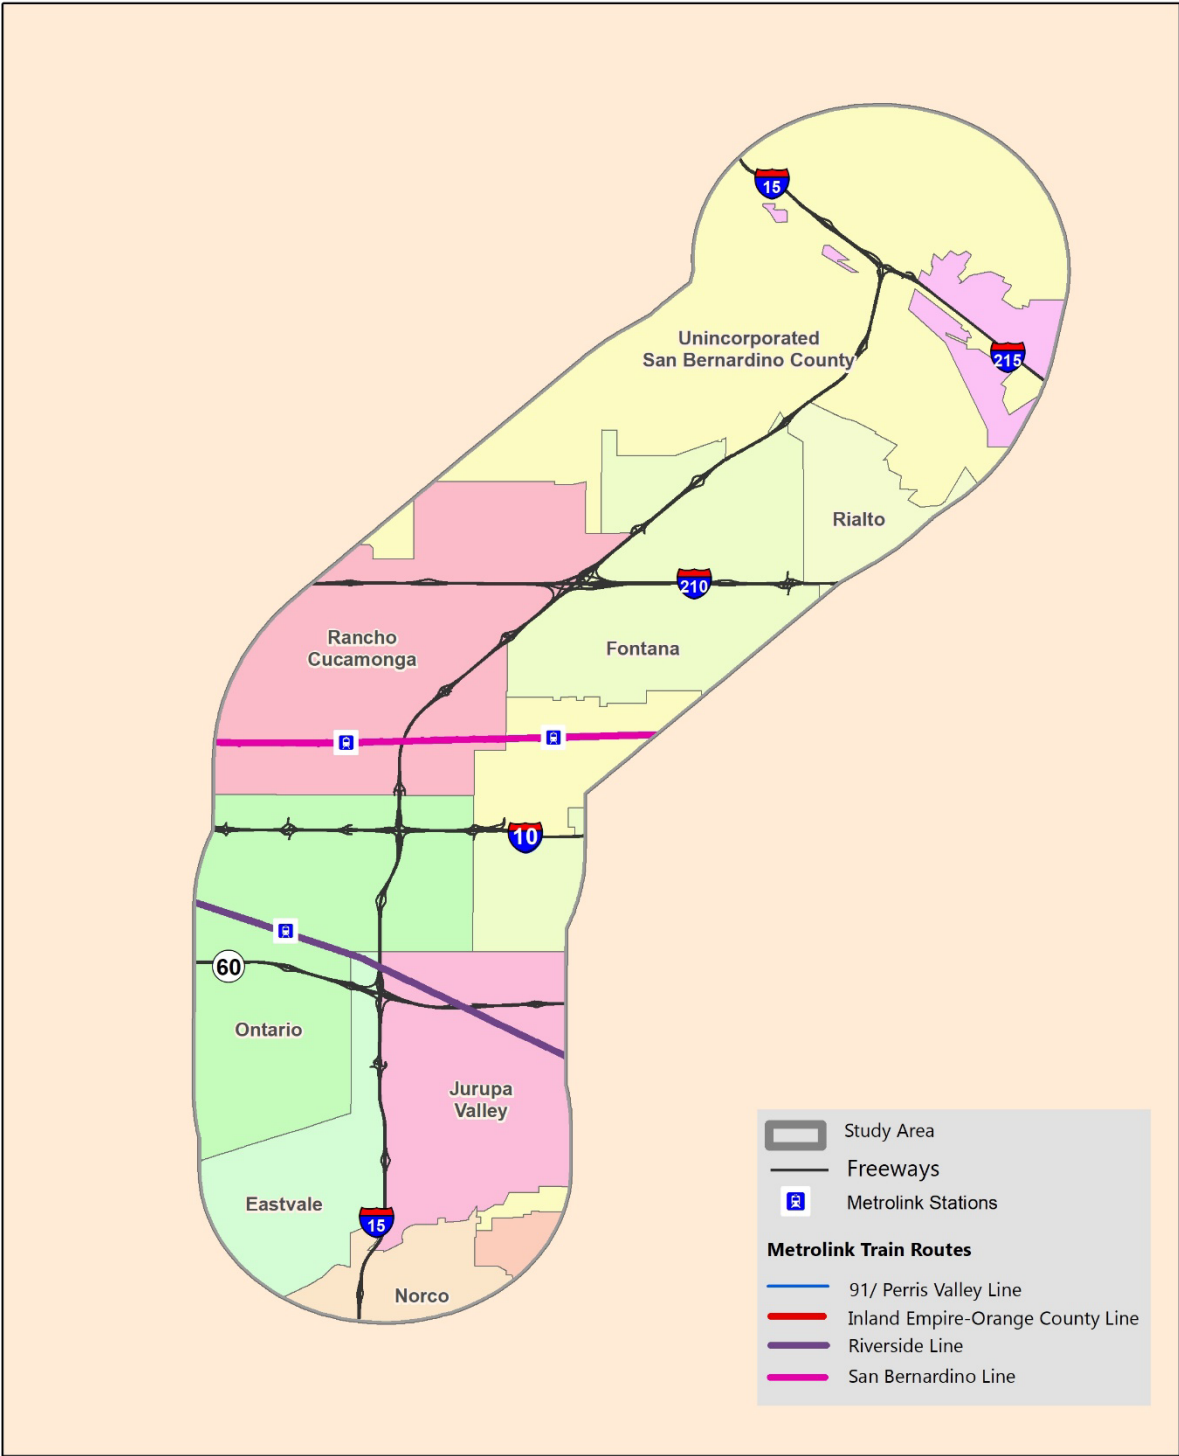 15
Unincorporated
San Bernardino County
215
Rialto
210
Rancho
Cucamonga
Fontana
10
60
Ontario
Jurupa
Valley
Eastvale
15
Norco
Study Area
Freeways
Metrolink Stations
Metrolink Train Routes
91/ Perris Valley Line
Inland Empire-Orange County Line
Riverside Line
San Bernardino Line